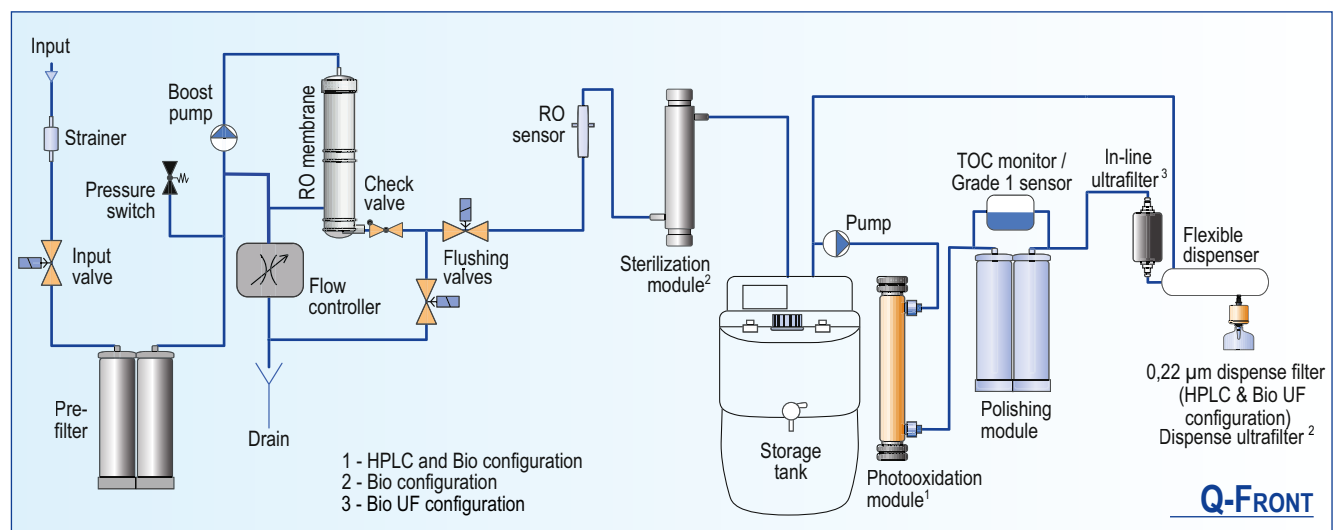 Input
Strainer
Pressure
switch
Input
valve
Pre-
filter
Boost
pump
RO membrane
Flow
controller
Drain
Check
valve
Flushing
valves
RO
sensor
Sterilization
module²
Storage
tank
Pump
Photooxidation
module¹
TOC monitor /
Grade 1 sensor
Polishing
module
In-line
ultrafilter³
Flexible
dispenser
0,22 µm dispense filter
(HPLC & Bio UF
configuration)
Dispense ultrafilter ²
1 - HPLC and Bio configuration
2 - Bio configuration
3 - Bio UF configuration
Q-FRONT